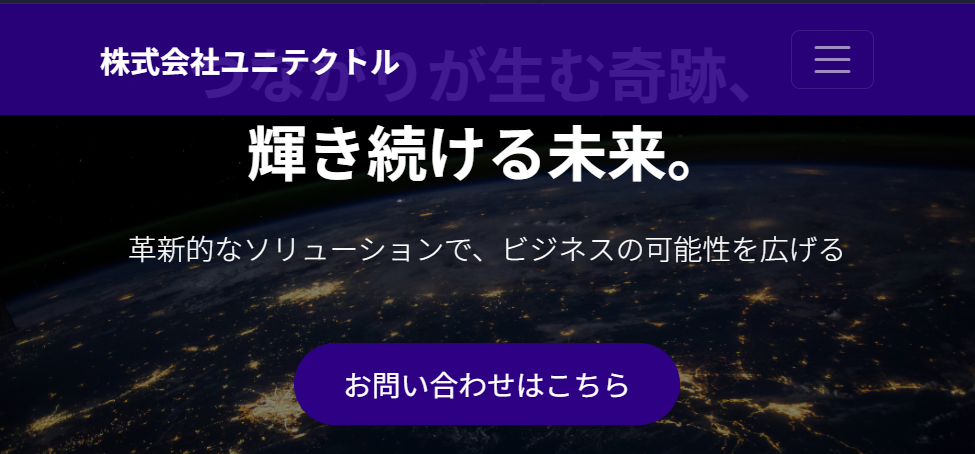 株式会社ユニテクトル
つながりが生む奇跡、
輝き続ける未来。
革新的なソリューションで、ビジネスの可能性を広げる
お問い合わせはこちら